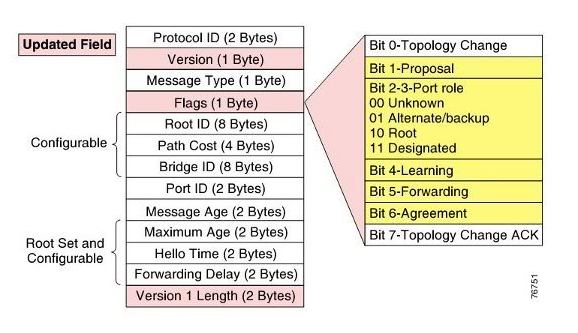 Updated Field
Protocol ID (2 Bytes)
Version (1 Byte)
Message Type (1 Byte)
Flags (1 Byte)
Root ID (8 Bytes)
Path Cost (4 Bytes)
Bridge ID (8 Bytes)
Port ID (2 Bytes)
Message Age (2 Bytes)
Maximum Age (2 Bytes)
Hello Time (2 Bytes)
Forwarding Delay (2 Bytes)
Version 1 Length (2 Bytes)
Configurable
Root Set and
Configurable
Bit 0-Topology Change
Bit 1-Proposal
Bit 2-3-Port role
00 Unknown
01 Alternate/backup
10 Root
11 Designated
Bit 4-Learning
Bit 5-Forwarding
Bit 6-Agreement
Bit 7-Topology Change ACK
76751